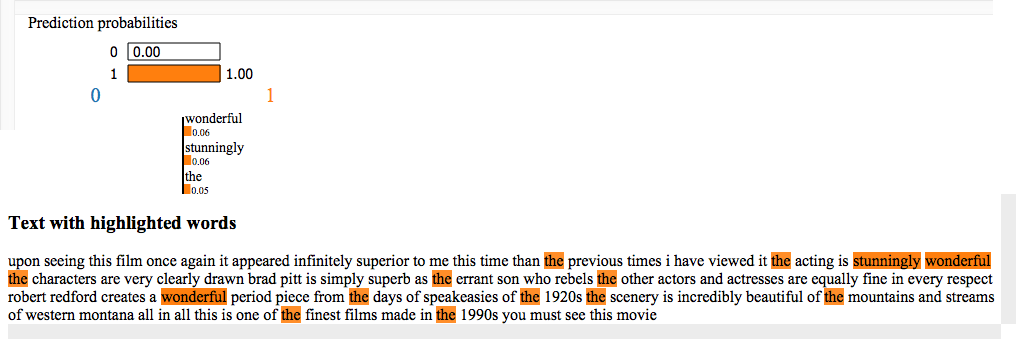 Prediction probabilities
0 0.00
1 1.00
0 1
wonderful
0.06
stunningly
0.06
the
0.05
Text with highlighted words
upon seeing this film once again it appeared infinitely superior to me this time than the previous times i have viewed it the acting is stunningly wonderful
the characters are very clearly drawn brad pitt is simply superb as the errant son who rebels the other actors and actresses are equally fine in every respect
robert redford creates a wonderful period piece from the days of speakeasies of the 1920s the scenery is incredibly beautiful of the mountains and streams
of western montana all in all this is one of the finest films made in the 1990s you must see this movie